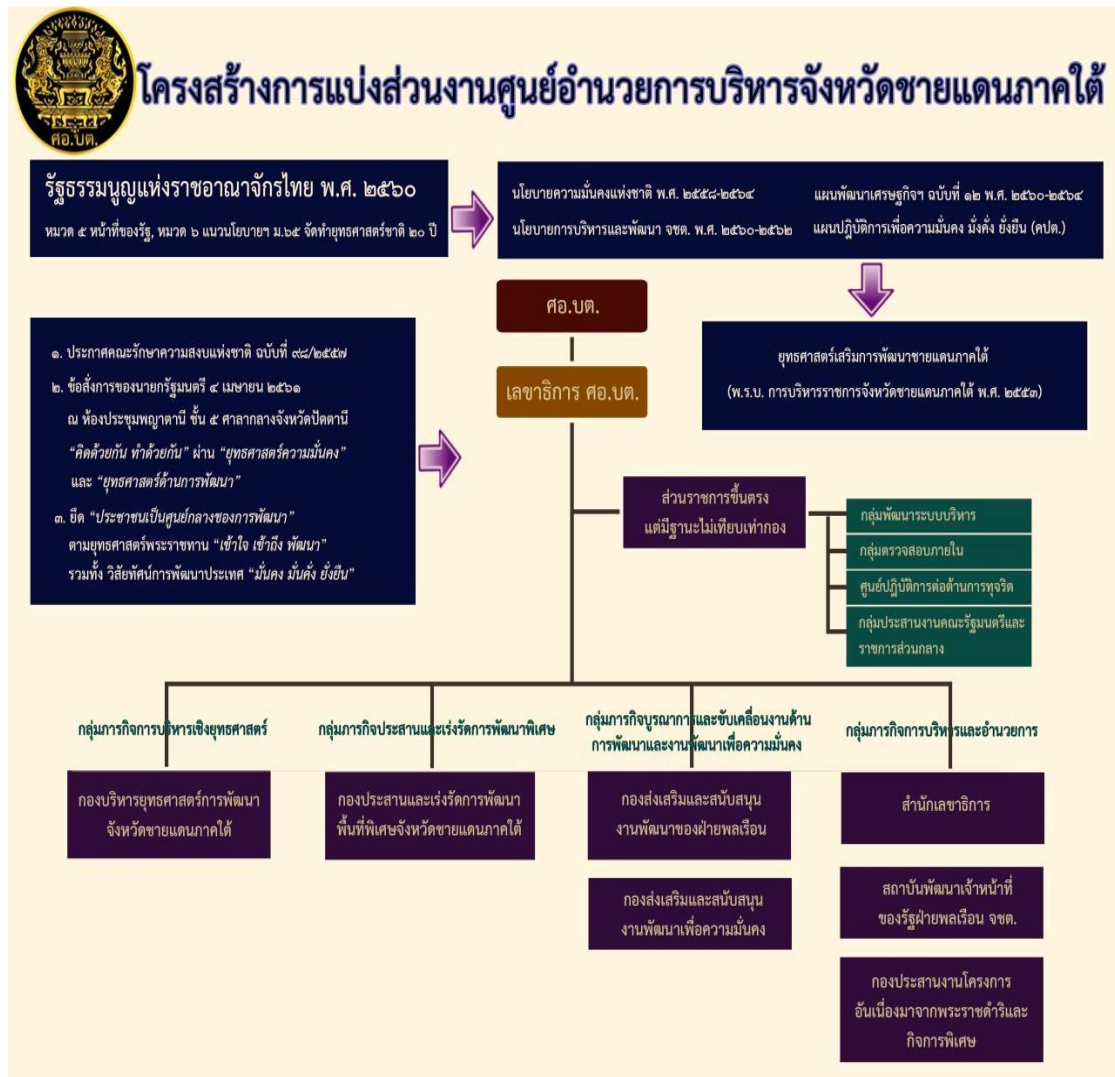 ศอ.บต.
โครงสร้างการแบ่งส่วนงานศูนย์อำนวยการบริหารจังหวัดชายแดนภาคใต้
รัฐธรรมนูญแห่งราชอาณาจักรไทย พ.ศ. ๒๕๖๐
หมวด ๕ หน้าที่ของรัฐ, หมวด ๖ แนวนโยบายฯ ม.๖๕ จัดทำยุทธศาสตร์ชาติ ๒๐ ปี
นโยบายความมั่นคงแห่งชาติ พ.ศ. ๒๕๕๘-๒๕๖๔
นโยบายการบริหารและพัฒนา จชต. พ.ศ. ๒๕๖๐-๒๕๖๒
แผนพัฒนาเศรษฐกิจฯ ฉบับที่ ๑๒ พ.ศ. ๒๕๖๐-๒๕๖๔
แผนปฏิบัติการเพื่อความมั่นคง มั่งคั่ง ยั่งยืน (คปต.)
ยุทธศาสตร์เสริมการพัฒนาชายแดนภาคใต้
(พ.ร.บ. การบริหารราชการจังหวัดชายแดนภาคใต้ พ.ศ. ๒๕๕๓)
๑. ประกาศคณะรักษาความสงบแห่งชาติ ฉบับที่ ๙๘/๒๕๕๗
๒. ข้อสั่งการของนายกรัฐมนตรี ๔ เมษายน ๒๕๖๑
ณ ห้องประชุมพญาตานี ชั้น ๕ ศาลากลางจังหวัดปัตตานี
“คิดด้วยกัน ทำด้วยกัน” ผ่าน “ยุทธศาสตร์ความมั่นคง”
และ “ยุทธศาสตร์ด้านการพัฒนา”
๓. ยึด “ประชาชนเป็นศูนย์กลางของการพัฒนา”
ตามยุทธศาสตร์พระราชทาน “เข้าใจ เข้าถึง พัฒนา”
รวมทั้ง วิสัยทัศน์การพัฒนาประเทศ “มั่นคง มั่นคั่ง ยั่งยืน”
ศอ.บต.
เลขาธิการ ศอ.บต.
ส่วนราชการขึ้นตรง
แต่มีฐานะไม่เทียบเท่ากอง
กลุ่มพัฒนาระบบบริหาร
กลุ่มตรวจสอบภายใน
ศูนย์ปฏิบัติการต่อต้านการทุจริต
กลุ่มประสานงานคณะรัฐมนตรีและ
ราชการส่วนกลาง
กลุ่มภารกิจการบริหารเชิงยุทธศาสตร์
กองบริหารยุทธศาสตร์การพัฒนา
จังหวัดชายแดนภาคใต้
กลุ่มภารกิจประสานและเร่งรัดการพัฒนาพิเศษ
กองประสานและเร่งรัดการพัฒนา
พื้นที่พิเศษจังหวัดชายแดนภาคใต้
กลุ่มภารกิจบูรณาการและขับเคลื่อนงานด้าน
การพัฒนาและงานพัฒนาเพื่อความมั่นคง
กองส่งเสริมและสนับสนุน
งานพัฒนาของฝ่ายพลเรือน
กองส่งเสริมและสนับสนุน
งานพัฒนาเพื่อความมั่นคง
กลุ่มภารกิจการบริหารและอำนวยการ
สำนักเลขาธิการ
สถาบันพัฒนาเจ้าหน้าที่
ของรัฐฝ่ายพลเรือน จชต.
กองประสานงานโครงการ
อันเนื่องมาจากพระราชดำริและ
กิจการพิเศษ